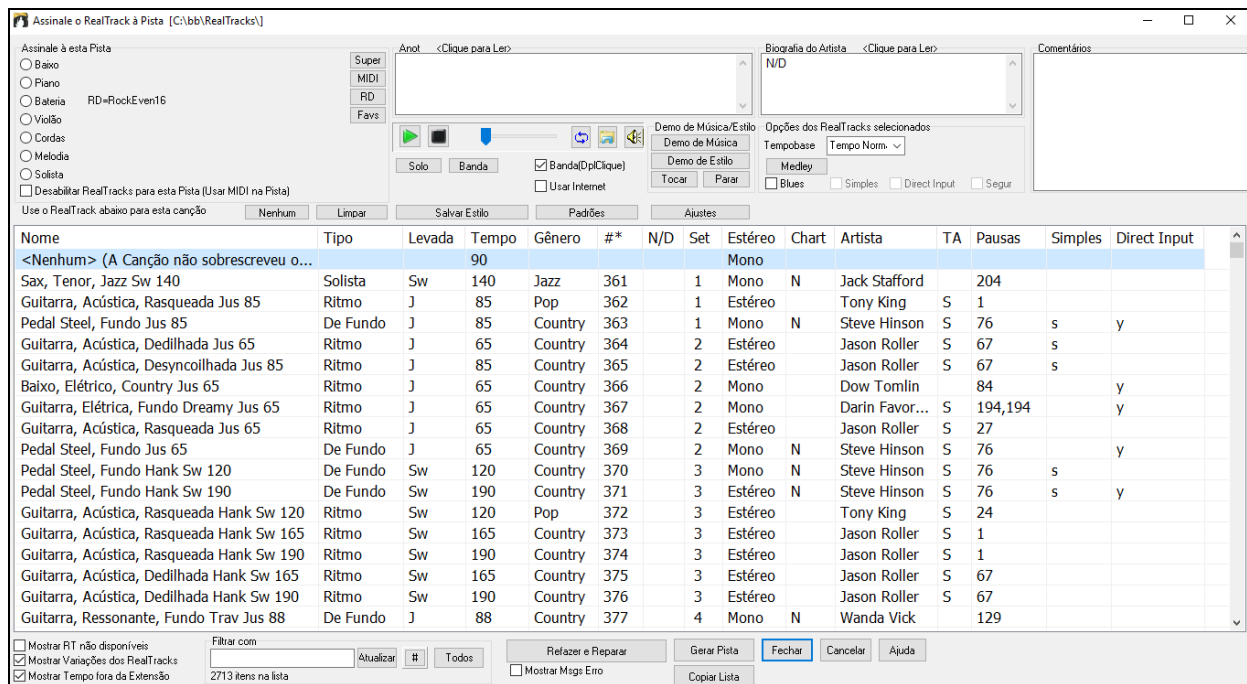 Assinale o RealTrack à Pista [C:\bb\RealTracks\]
Assinale à esta Pista
Baixo
Piano
Bateria RD=RockEven16
Violão
Cordas
Melodia
Solista
Desabilitar RealTracks para esta Pista (Usar MIDI na Pista)
Super
MIDI
RD
Favs
Anot <Clique para Ler>
Biografia do Artista <Clique para Ler>
N/D
Comentários
Solo Banda
Banda(DplClique)
Usar Internet
Demo de Música/Estilo
Demo de Música
Demo de Estilo
Tocar Parar
Opções dos RealTracks selecionados
Tempobase Tempo Norm.
Medley
Blues Simples Direct Input Segur
Use o RealTrack abaixo para esta canção Nenhum Limpar Salvar Estilo Padrões Ajustes
Nome Tipo Levada Tempo Gênero #* N/D Set Estéreo Chart Artista TA Pausas Simples Direct Input
<Nenhum> (A Canção não sobrescreveu o... 90 Mono
Sax, Tenor, Jazz Sw 140 Solista Sw 140 Jazz 361 1 Mono N Jack Stafford 204
Guitarra, Acústica, Rasqueada Jus 85 Ritmo J 85 Pop 362 1 Estéreo Tony King S 1
Pedal Steel, Fundo Jus 85 De Fundo J 85 Country 363 1 Mono N Steve Hinson S 76 s y
Guitarra, Acústica, Dedilhada Jus 65 Ritmo J 65 Country 364 2 Estéreo Jason Roller S 67 s
Guitarra, Acústica, Desyncoilhada Jus 85 Ritmo J 85 Country 365 2 Estéreo Jason Roller S 67 s
Baixo, Elétrico, Country Jus 65 Ritmo J 65 Country 366 2 Mono Dow Tomlin 84 y
Guitarra, Elétrica, Fundo Dreamy Jus 65 Ritmo J 65 Country 367 2 Mono Darin Favor... S 194,194 y
Guitarra, Acústica, Rasqueada Jus 65 Ritmo J 65 Country 368 2 Estéreo Jason Roller S 27
Pedal Steel, Fundo Jus 65 De Fundo J 65 Country 369 2 Mono N Steve Hinson S 76 y
Pedal Steel, Fundo Hank Sw 120 De Fundo Sw 120 Country 370 3 Mono N Steve Hinson S 76 s
Pedal Steel, Fundo Hank Sw 190 De Fundo Sw 190 Country 371 3 Estéreo N Steve Hinson S 76 s y
Guitarra, Acústica, Rasqueada Hank Sw 120 Ritmo Sw 120 Pop 372 3 Estéreo Tony King S 24
Guitarra, Acústica, Rasqueada Hank Sw 165 Ritmo Sw 165 Country 373 3 Estéreo Jason Roller S 1
Guitarra, Acústica, Rasqueada Hank Sw 190 Ritmo Sw 190 Country 374 3 Estéreo Jason Roller S 1
Guitarra, Acústica, Dedilhada Hank Sw 165 Ritmo Sw 165 Country 375 3 Estéreo Jason Roller S 67
Guitarra, Acústica, Dedilhada Hank Sw 190 Ritmo Sw 190 Country 376 3 Estéreo Jason Roller S 67
Guitarra, Ressonante, Fundo Trav Jus 88 De Fundo J 88 Country 377 4 Mono N Wanda Vick 129
Mostrar RT não disponíveis
Mostrar Variações dos RealTracks
Mostrar Tempo fora da Extensão
Filtrar com
Atualizar # Todos
2713 itens na lista
Refazer e Reparar
Mostrar Msgs Erro
Gerar Pista Fechar Cancelar Ajuda
Copiar Lista